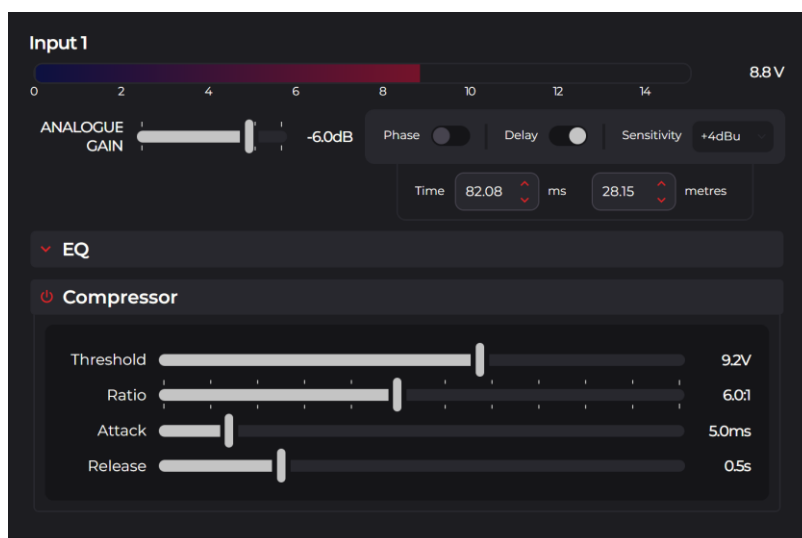 Input 1
8.8 V
0 2 4 6 8 10 12 14
ANALOGUE GAIN -6.0dB Phase Delay Sensitivity +4dBu
Time 82.08 ms 28.15 metres
EQ
Compressor
Threshold 9.2V
Ratio 6.0:1
Attack 5.0ms
Release 0.5s